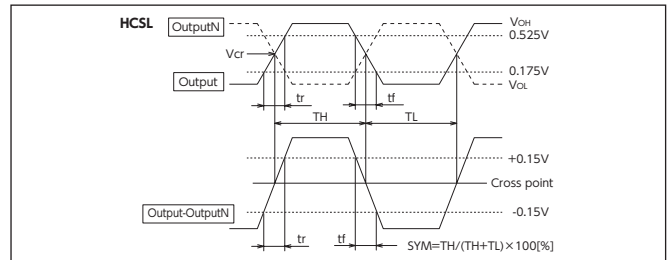 HCSL
OutputN
VOH
0.525V
Vcr
0.175V
Output
VOL
tr
tf
TH
TL
+0.15V
Cross point
Output-OutputN
-0.15V
tr
tf
SYM=TH/(TH+TL)×100[%]